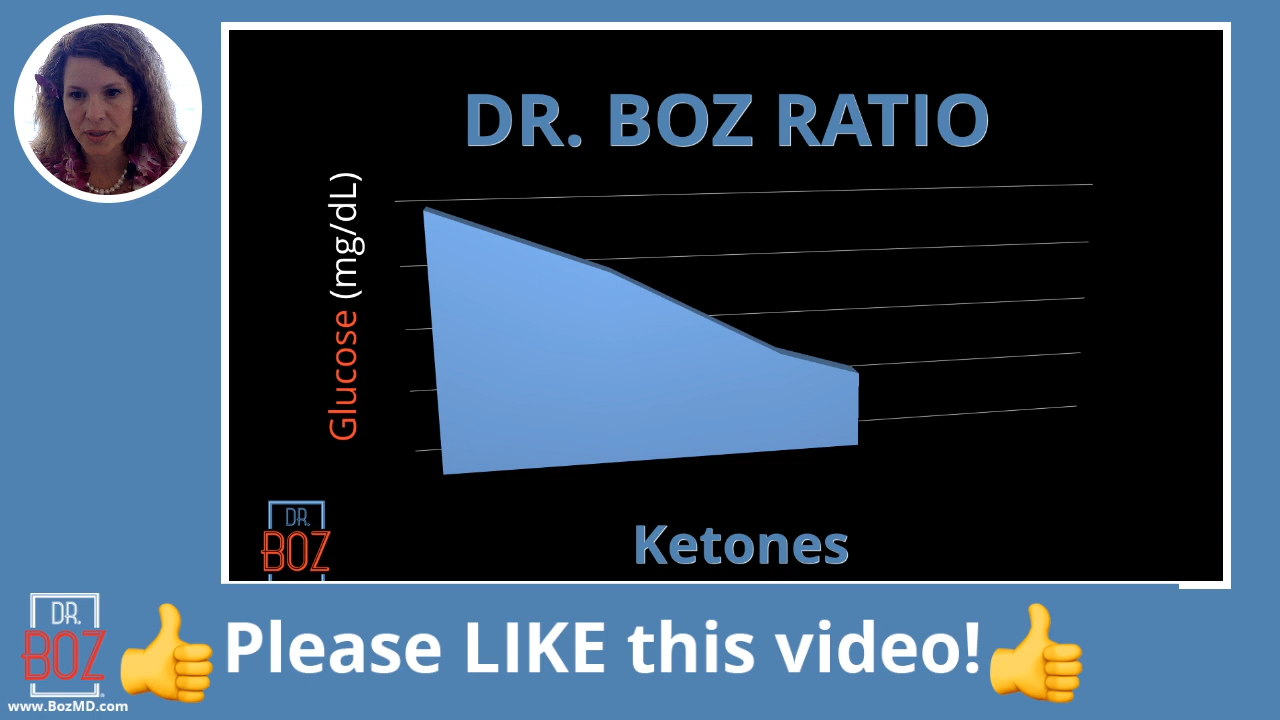 DR. BOZ RATIO
Glucose (mg/dL)
DR.
BOZ
Ketones
DR.
BOZ
Please LIKE this video!
www.BozMD.com